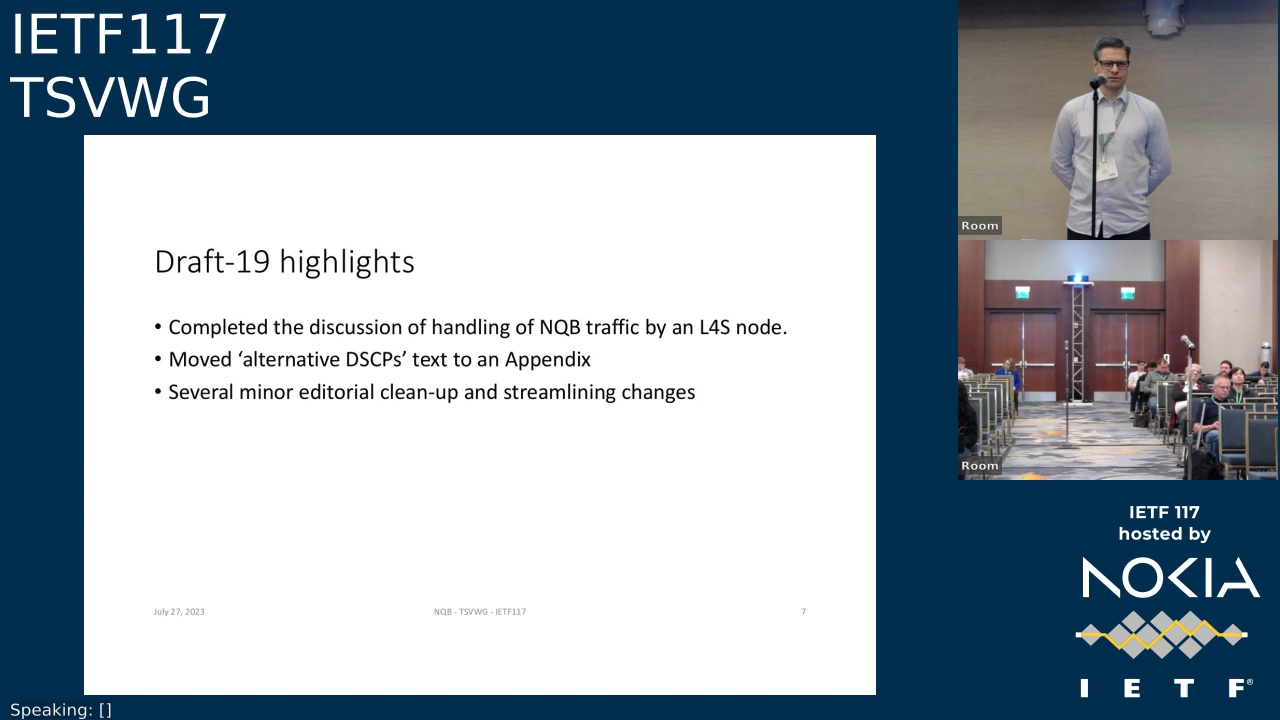 IETF117
TSVWG
Draft-19 highlights
• Completed the discussion of handling of NQB traffic by an L4S node.
• Moved ‘alternative DSCPs’ text to an Appendix
• Several minor editorial clean-up and streamlining changes
July 27, 2023
NQB - TSVWG - IETF117
7
Room
Room
IETF 117
hosted by
NOKIA
I E T F®
Speaking: []